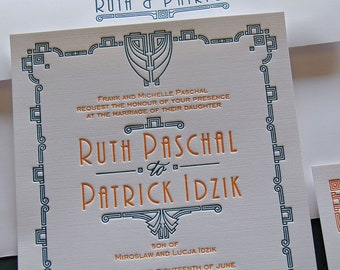 RUTH & PATRI
FRANK AND MICHELLE PASCHAL
REQUEST THE HONOUR OF YOUR PRESENCE
AT THE MARRIAGE OF THEIR DAUGHTER
RUTH PASCHAL
to
PATRICK IDZIK
SON OF
MIROSLAW AND LUCJA IDZIK
OF JUNE